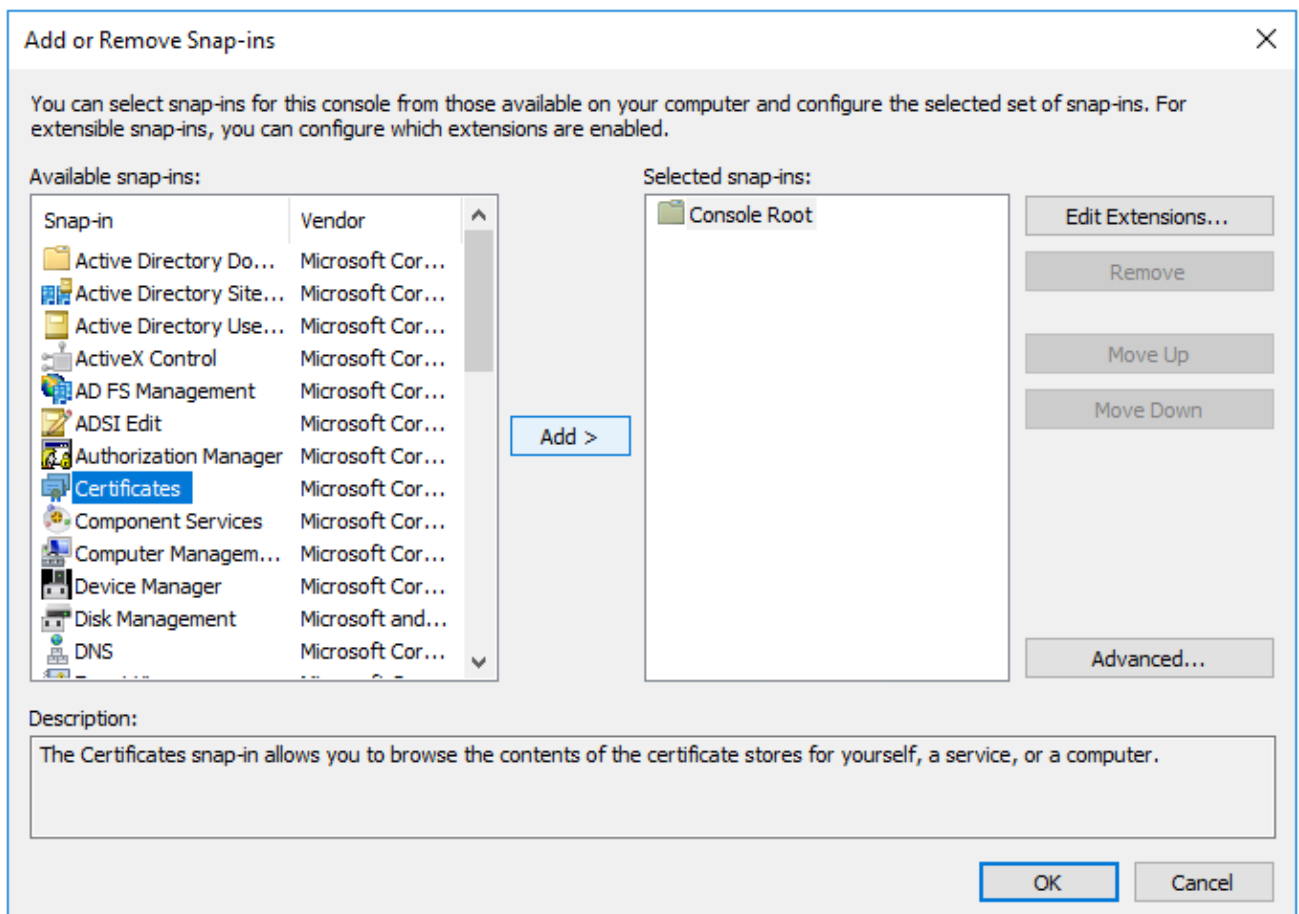 Add or Remove Snap-ins
You can select snap-ins for this console from those available on your computer and configure the selected set of snap-ins. For
extensible snap-ins, you can configure which extensions are enabled.
Available snap-ins:
Snap-in Vendor
Active Directory Do... Microsoft Cor...
Active Directory Site... Microsoft Cor...
Active Directory Use... Microsoft Cor...
ActiveX Control Microsoft Cor...
AD FS Management Microsoft Cor...
ADSI Edit Microsoft Cor...
Authorization Manager Microsoft Cor...
Certificates Microsoft Cor...
Component Services Microsoft Cor...
Computer Managem... Microsoft Cor...
Device Manager Microsoft Cor...
Disk Management Microsoft and...
DNS Microsoft Cor...
Add >
Selected snap-ins:
Console Root
Edit Extensions...
Remove
Move Up
Move Down
Advanced...
Description:
The Certificates snap-in allows you to browse the contents of the certificate stores for yourself, a service, or a computer.
OK Cancel